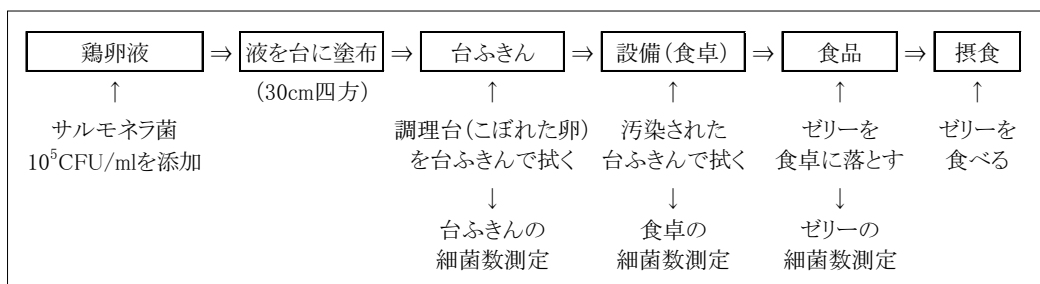 鶏卵液 ⇒ 液を台に塗布 ⇒ 台ふきん ⇒ 設備(食卓) ⇒ 食品 ⇒ 摂食
(30cm四方)
↑ ↑ ↑ ↑ ↑
サルモネラ菌 調理台(こぼれた卵) 汚染された ゼリーを ゼリーを
10⁵CFU/mlを添加 を台ふきんで拭く 台ふきんで拭く 食卓に落とす 食べる
↓ ↓ ↓
台ふきんの 食卓の ゼリーの
細菌数測定 細菌数測定 細菌数測定